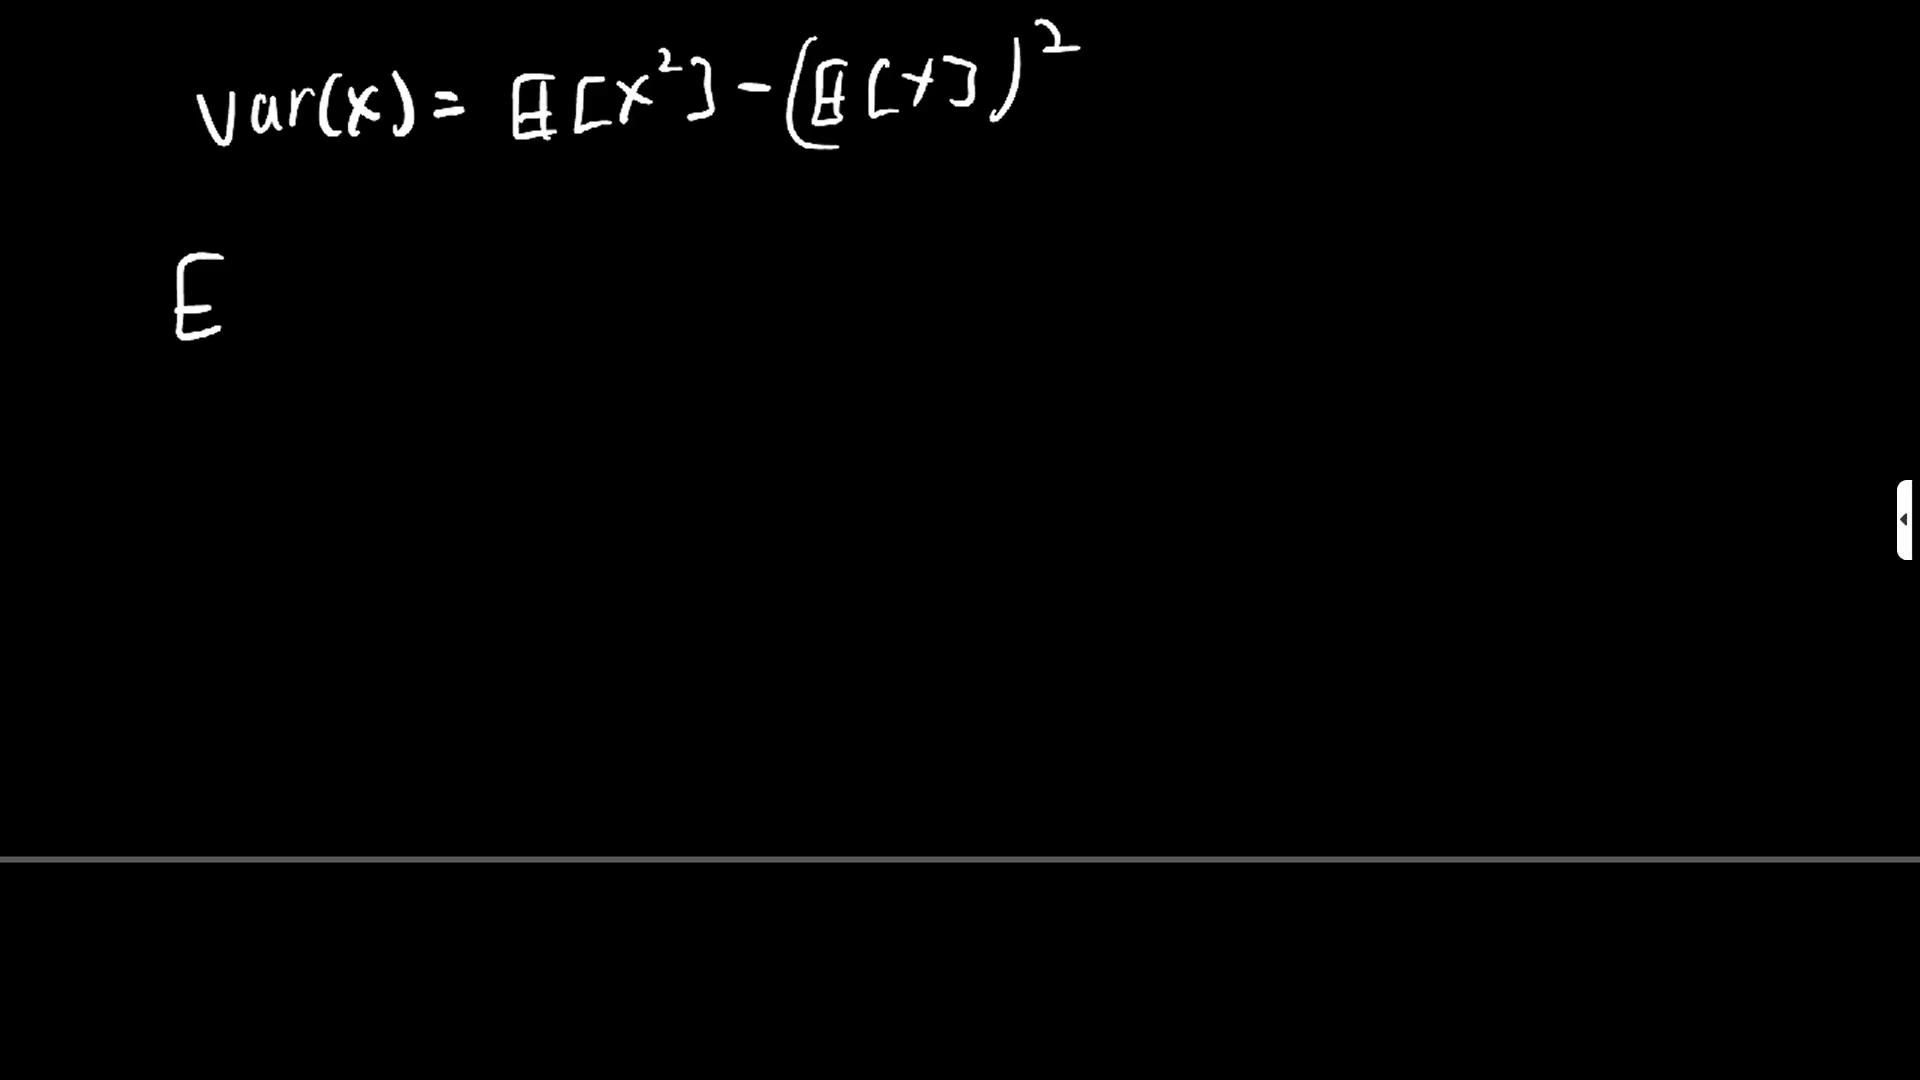 var(x) = 𝔼[x²] - (𝔼[x])²
E